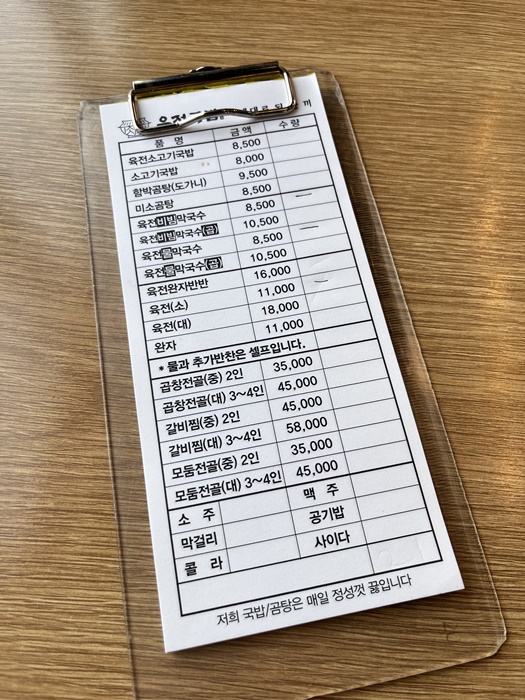 대로 된 끼
품 명 금 액 수 량
육전소고기국밥 8,500
소고기국밥 8,000
함박곰탕(도가니) 9,500
미소곰탕 8,500
육전비빔막국수 8,500
육전비빔막국수(곱) 10,500
육전물막국수 8,500
육전물막국수(곱) 10,500
육전완자반반 16,000
육전(소) 11,000
육전(대) 18,000
완자 11,000
* 물과 추가반찬은 셀프입니다.
곱창전골(중) 2인 35,000
곱창전골(대) 3~4인 45,000
갈비찜(중) 2인 45,000
갈비찜(대) 3~4인 58,000
모둠전골(중) 2인 35,000
모둠전골(대) 3~4인 45,000
소 주 맥 주
막걸리 공기밥
콜 라 사이다
저희 국밥/곰탕은 매일 정성껏 끓입니다